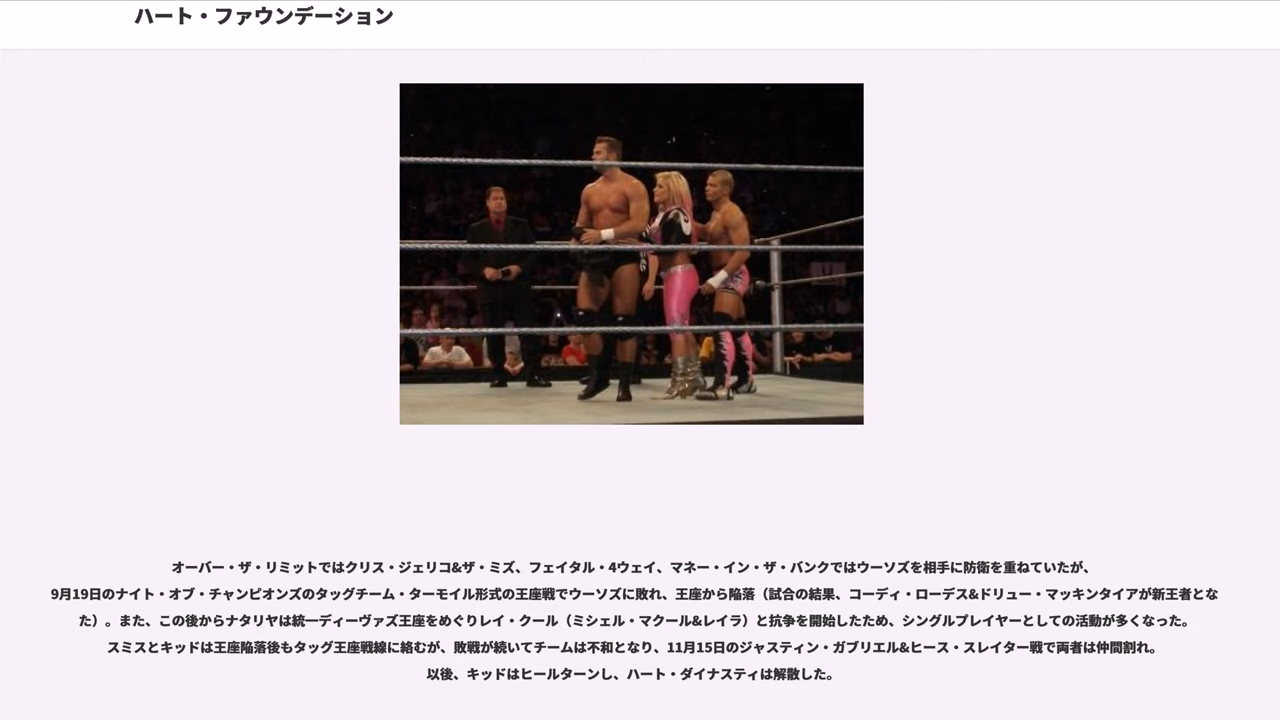 ハート・ファウンデーション
オーバー・ザ・リミットではクリス・ジェリコ&ザ・ミズ、フェイタル・4ウェイ、マネー・イン・ザ・バンクではウーソズを相手に防衛を重ねていたが、
9月19日のナイト・オブ・チャンピオンズのタッグチーム・ターモイル形式の王座戦でウーソズに敗れ、王座から陥落（試合の結果、コーディ・ローデス&ドリュー・マッキンタイアが新王者とな
た）。また、この後からナタリヤは統一ディーヴァズ王座をめぐりレイ・クール（ミシェル・マクール&レイラ）と抗争を開始したため、シングルプレイヤーとしての活動が多くなった。
スミスとキッドは王座陥落後もタッグ王座戦線に絡むが、敗戦が続いてチームは不和となり、11月15日のジャスティン・ガブリエル&ヒース・スレイター戦で両者は仲間割れ。
以後、キッドはヒールターンし、ハート・ダイナスティは解散した。